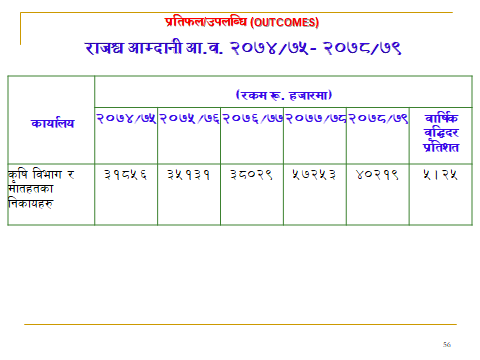 प्रतिफल/उपलब्धि (OUTCOMES)
राजश्व आम्दानी आ.व. २०७४/७५- २०७८/७९
(रकम रू. हजारमा)
कार्यालय २०७४/७५ २०७५/७६ २०७६/७७ २०७७/७८ २०७८/७९ वार्षिक
वृद्धिदर
प्रतिशत
कृषि विभाग र ३१८५६ ३५१३१ ३८०२९ ५७२५३ ४०२१९ ५।२५
मातहतका
निकायहरु
56